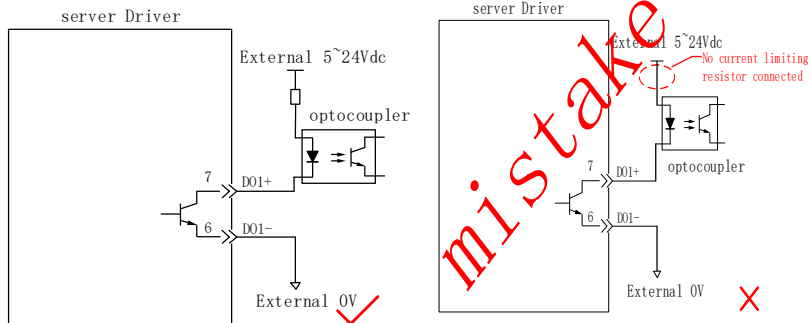 server Driver
External 5~24Vdc
optocoupler
7
DO1+
6
DO1-
External 0V
server Driver
External 5~24Vdc
No current limiting
resistor connected
optocoupler
7
DO1+
6
DO1-
External 0V
mistake